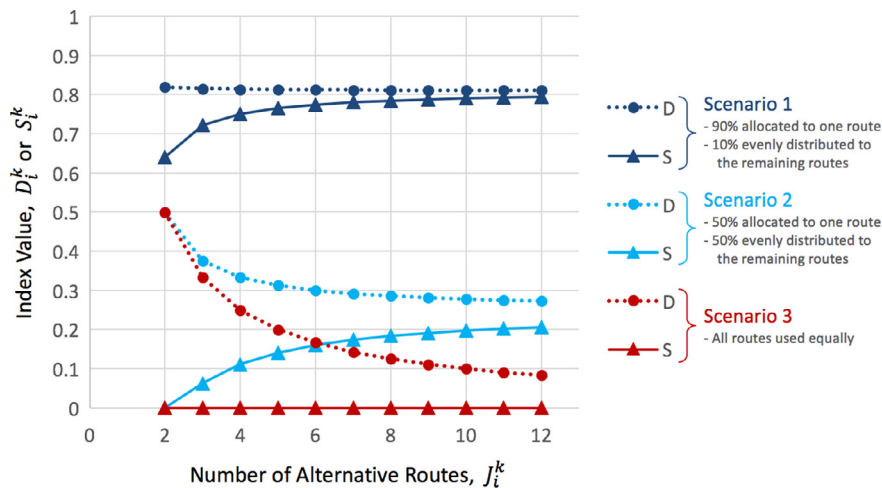 1
0.9
0.8
0.7
0.6
0.5
0.4
0.3
0.2
0.1
0
0 2 4 6 8 10 12
Index Value, D_i^k or S_i^k
Number of Alternative Routes, J_i^k
D
S
Scenario 1
- 90% allocated to one route
- 10% evenly distributed to
the remaining routes
D
S
Scenario 2
- 50% allocated to one route
- 50% evenly distributed to
the remaining routes
D
S
Scenario 3
- All routes used equally